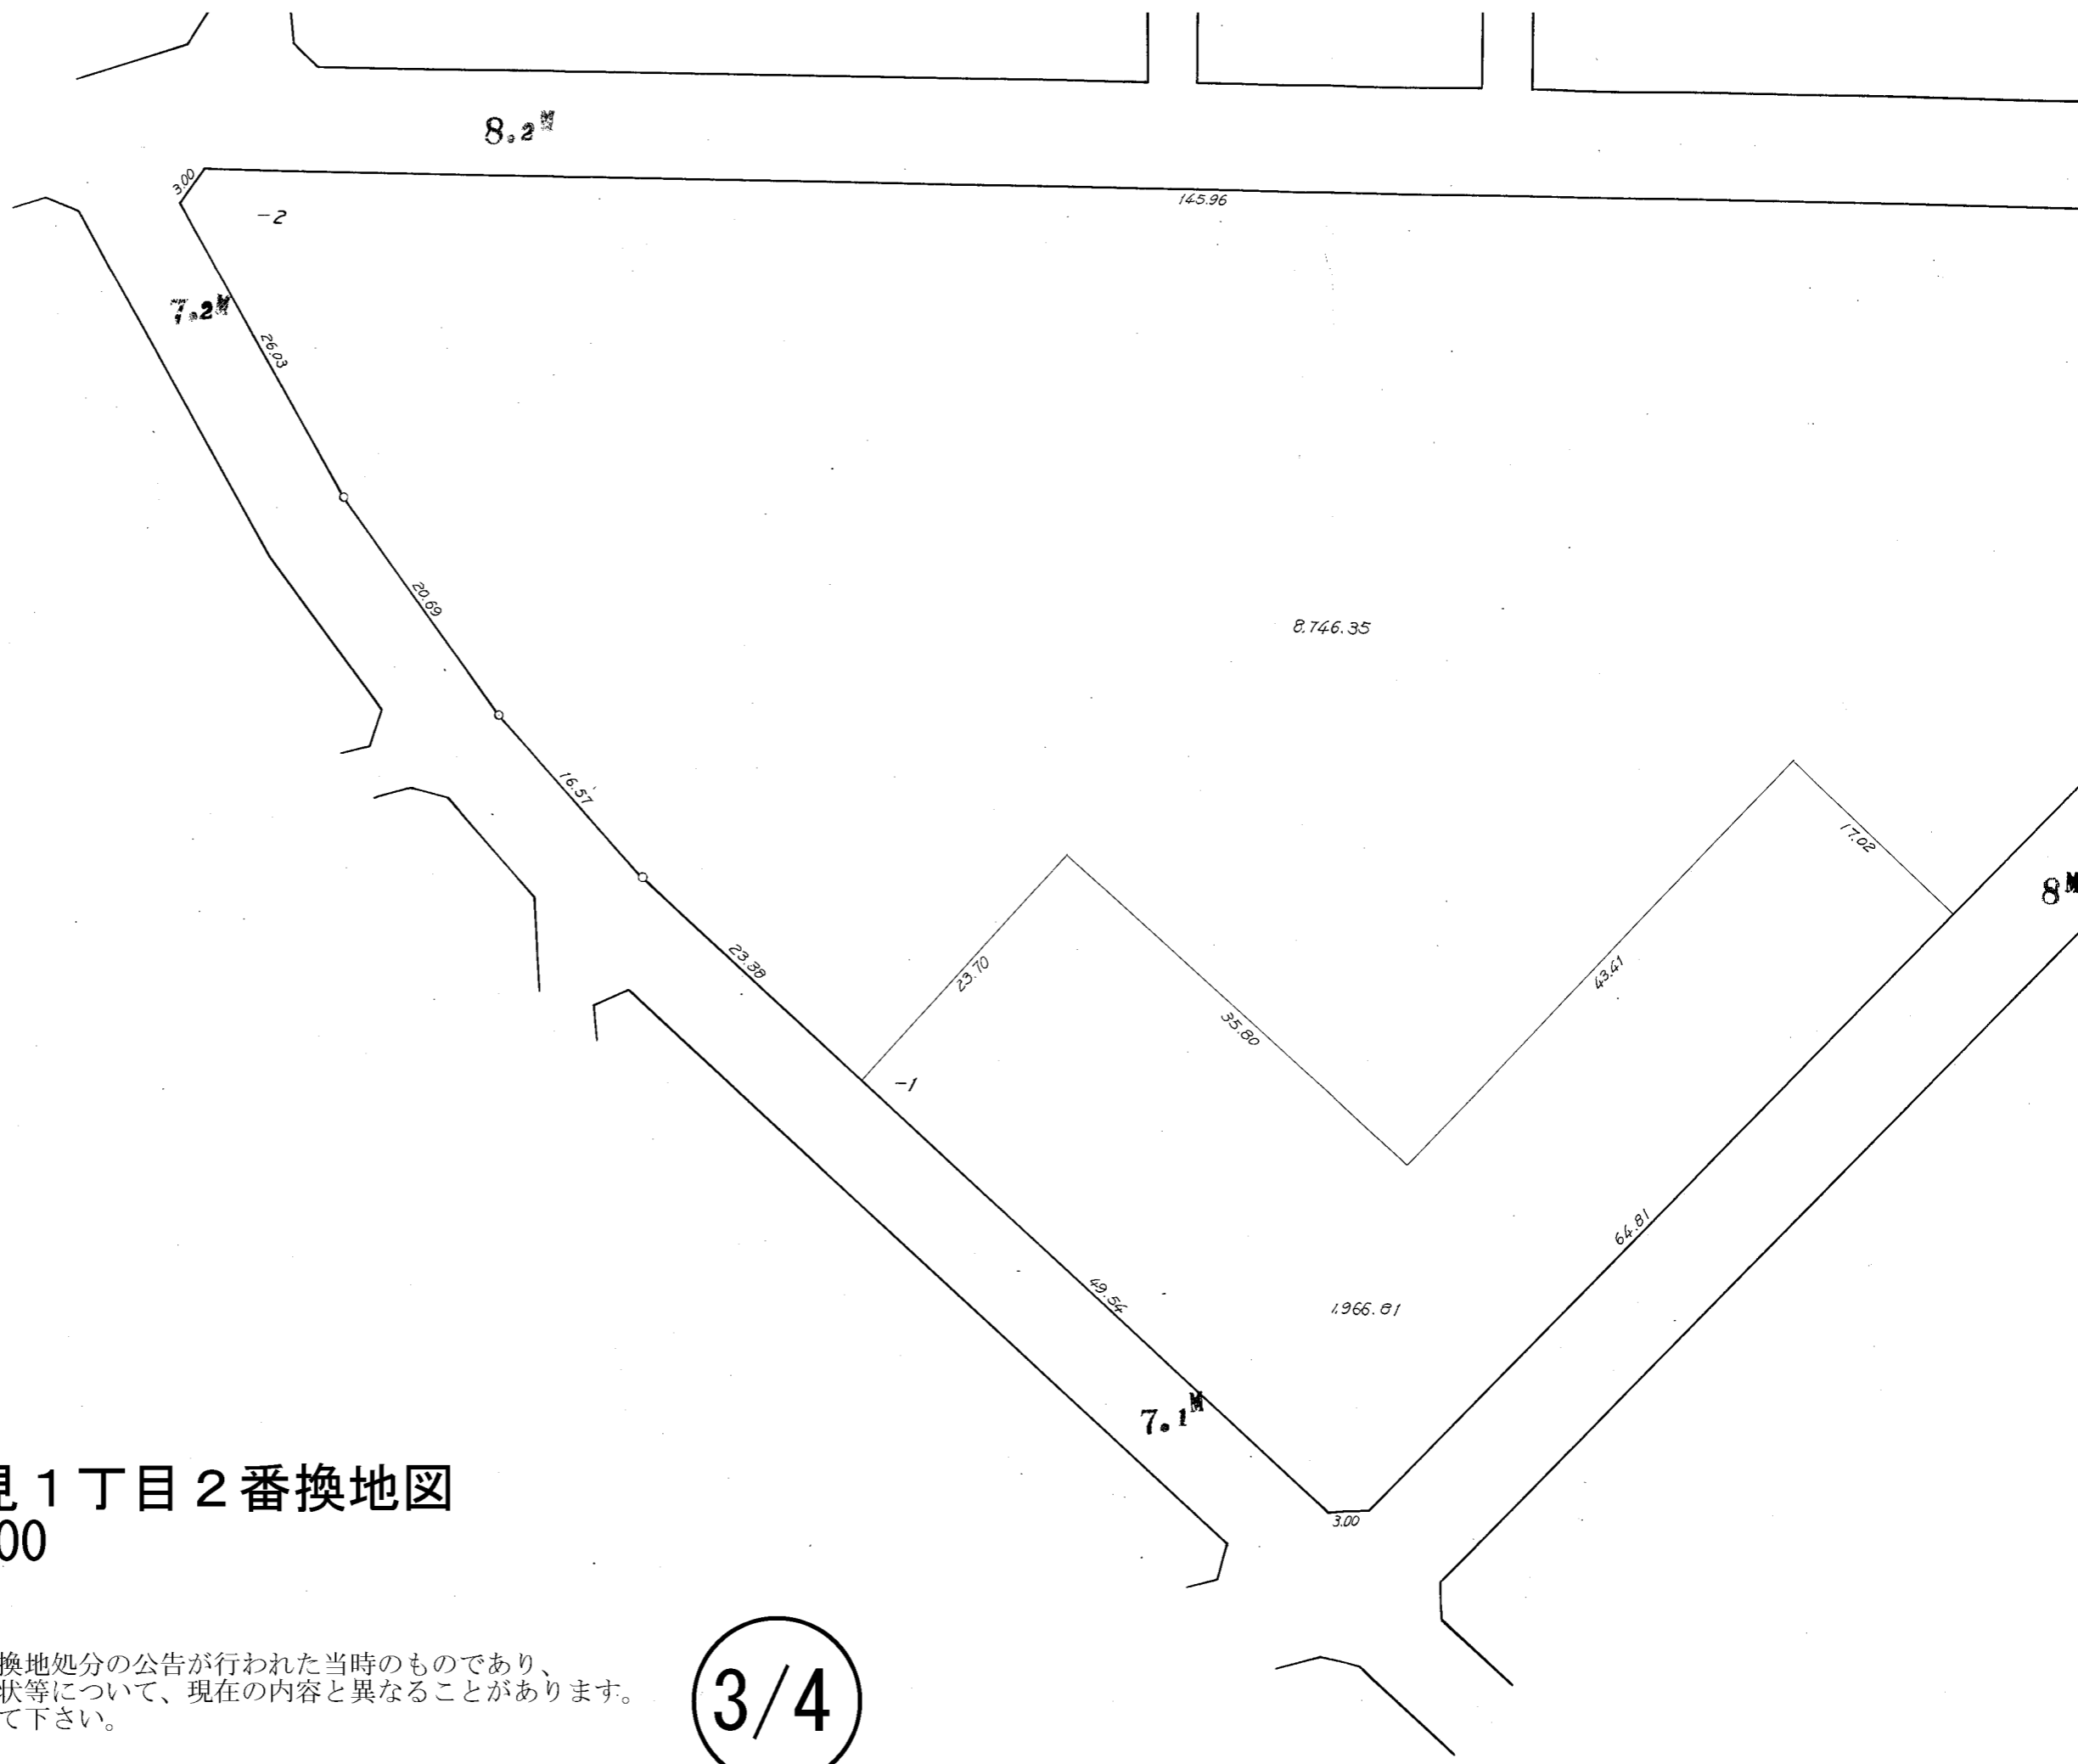 8.2M
3.00
-2
145.96
7.2M
26.03
20.69
8.746.35
16.57
17.02
8M
23.38
23.70
43.41
35.80
-1
64.81
49.54
1,966.81
7.1M
3.00
見1丁目2番換地図
00
換地処分の公告が行われた当時のものであり、
状等について、現在の内容と異なることがあります。
て下さい。
3/4